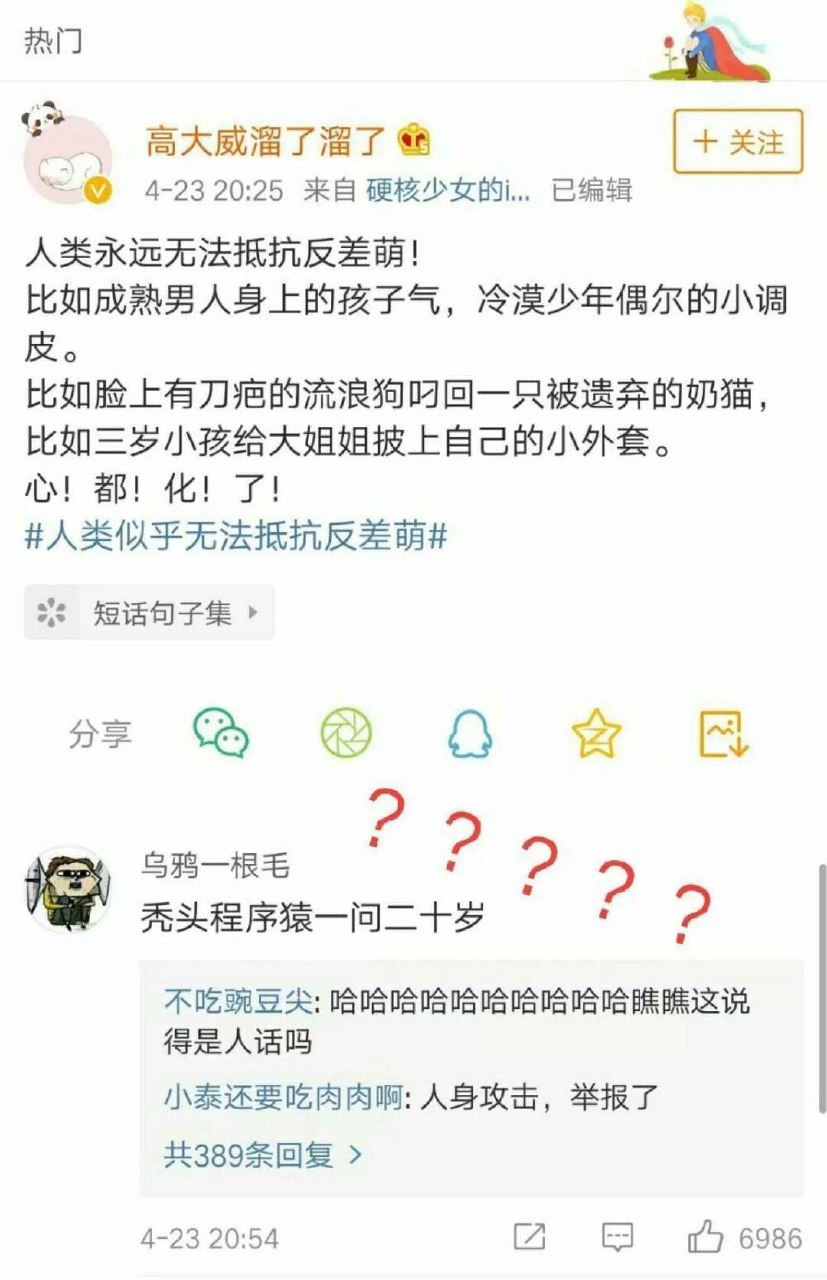 热门
高大威溜了溜了
+ 关注
4-23 20:25 来自 硬核少女的i... 已编辑
人类永远无法抵抗反差萌！
比如成熟男人身上的孩子气，冷漠少年偶尔的小调
皮。
比如脸上有刀疤的流浪狗叼回一只被遗弃的奶猫，
比如三岁小孩给大姐姐披上自己的小外套。
心！都！化！了！
#人类似乎无法抵抗反差萌#
短话句子集
分享
？？？？？
乌鸦一根毛
秃头程序猿一问二十岁
不吃豌豆尖: 哈哈哈哈哈哈哈哈哈哈瞧瞧这说
得是人话吗
小泰还要吃肉肉啊: 人身攻击，举报了
共389条回复 >
4-23 20:54
6986